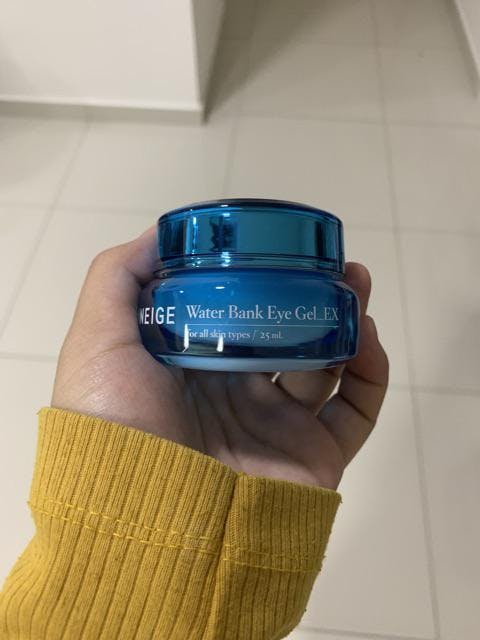 NEIGE Water Bank Eye Gel_EX
for all skin types / 25 ml.